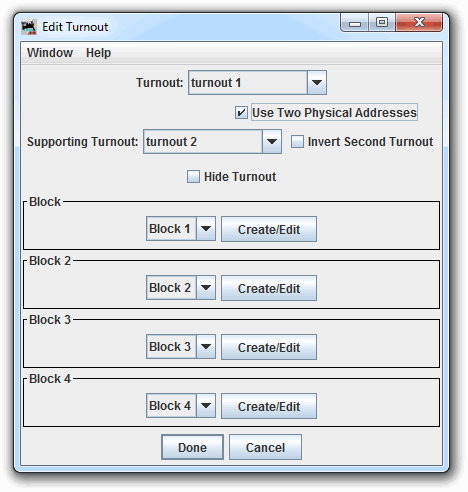 Edit Turnout
Window Help
Turnout: turnout 1
Use Two Physical Addresses
Supporting Turnout: turnout 2 Invert Second Turnout
Hide Turnout
Block
Block 1 Create/Edit
Block 2
Block 2 Create/Edit
Block 3
Block 3 Create/Edit
Block 4
Block 4 Create/Edit
Done Cancel